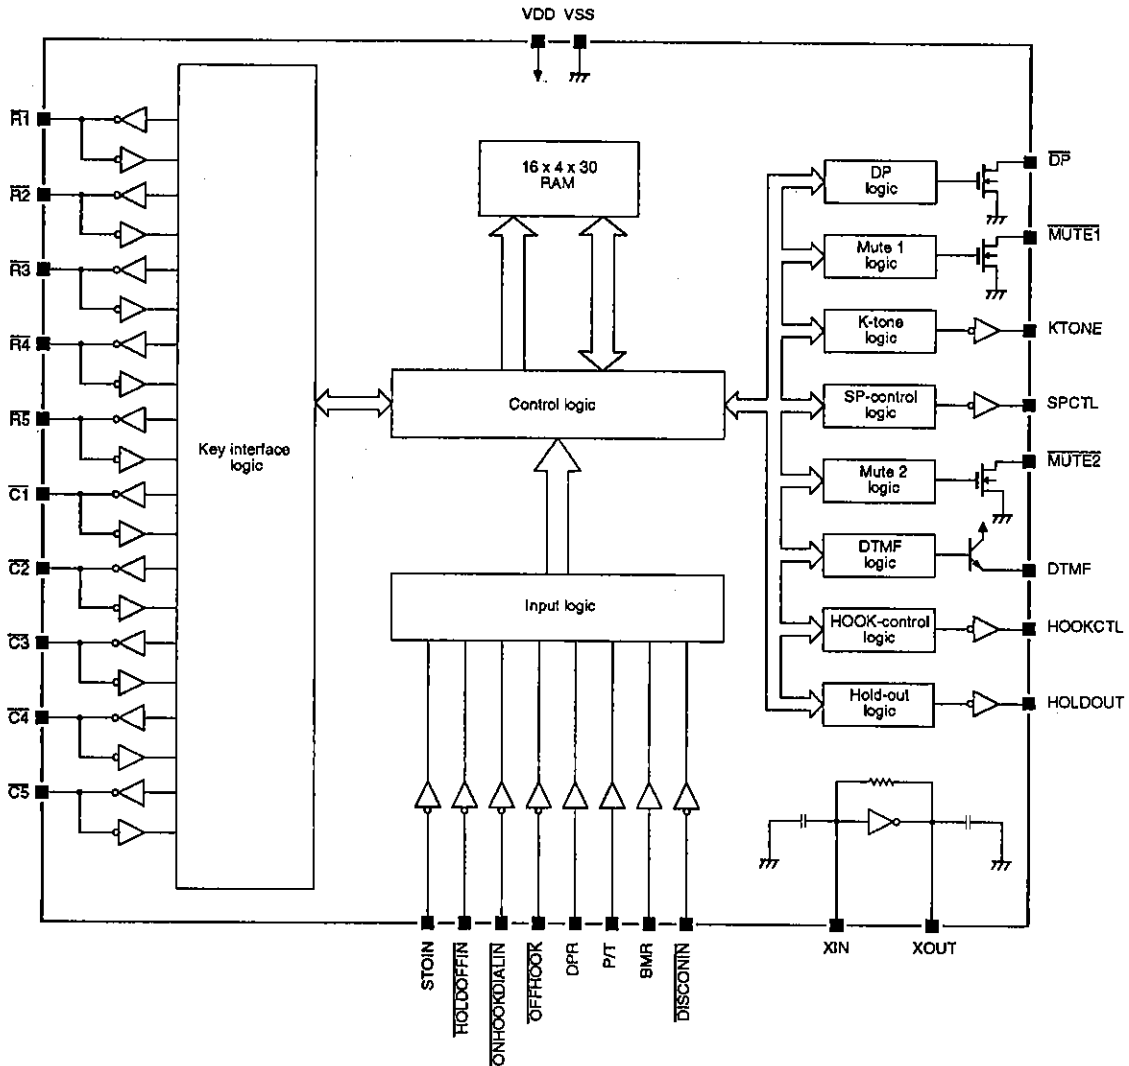 VDD VSS
R1
R2
R3
R4
R5
C1
C2
C3
C4
C5
Key interface
logic
16 x 4 x 30
RAM
Control logic
Input logic
DP
logic
Mute 1
logic
K-tone
logic
SP-control
logic
Mute 2
logic
DTMF
logic
HOOK-control
logic
Hold-out
logic
DP
MUTE1
KTONE
SPCTL
MUTE2
DTMF
HOOKCTL
HOLDOUT
XIN
XOUT
STOIN
HOLDOFFIN
ONHOOKDIALIN
OFFHOOK
DPR
P/T
BMR
DISCONIN